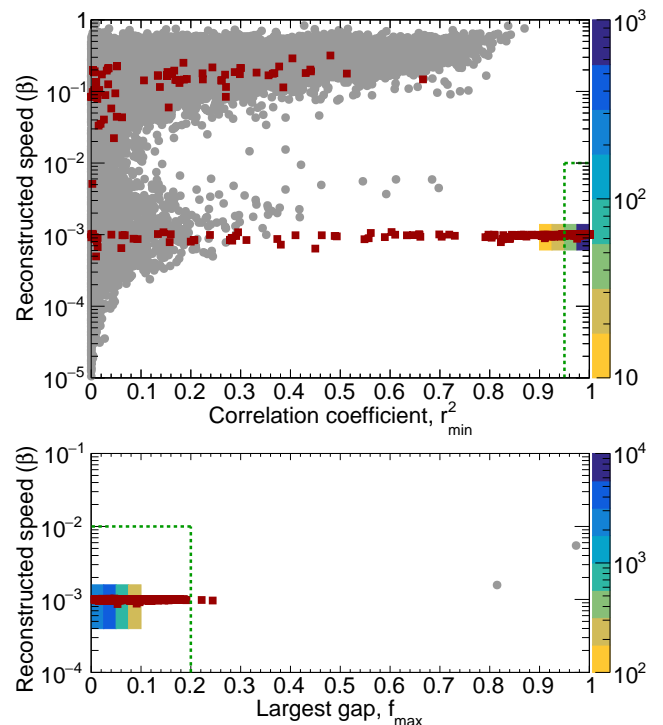 1
10^-1
10^-2
10^-3
10^-4
10^-5
Reconstructed speed (β)
10^3
10^2
10
0 0.1 0.2 0.3 0.4 0.5 0.6 0.7 0.8 0.9 1
Correlation coefficient, r^2_min
10^-1
10^-2
10^-3
10^-4
Reconstructed speed (β)
10^4
10^3
10^2
0 0.1 0.2 0.3 0.4 0.5 0.6 0.7 0.8 0.9 1
Largest gap, f_max